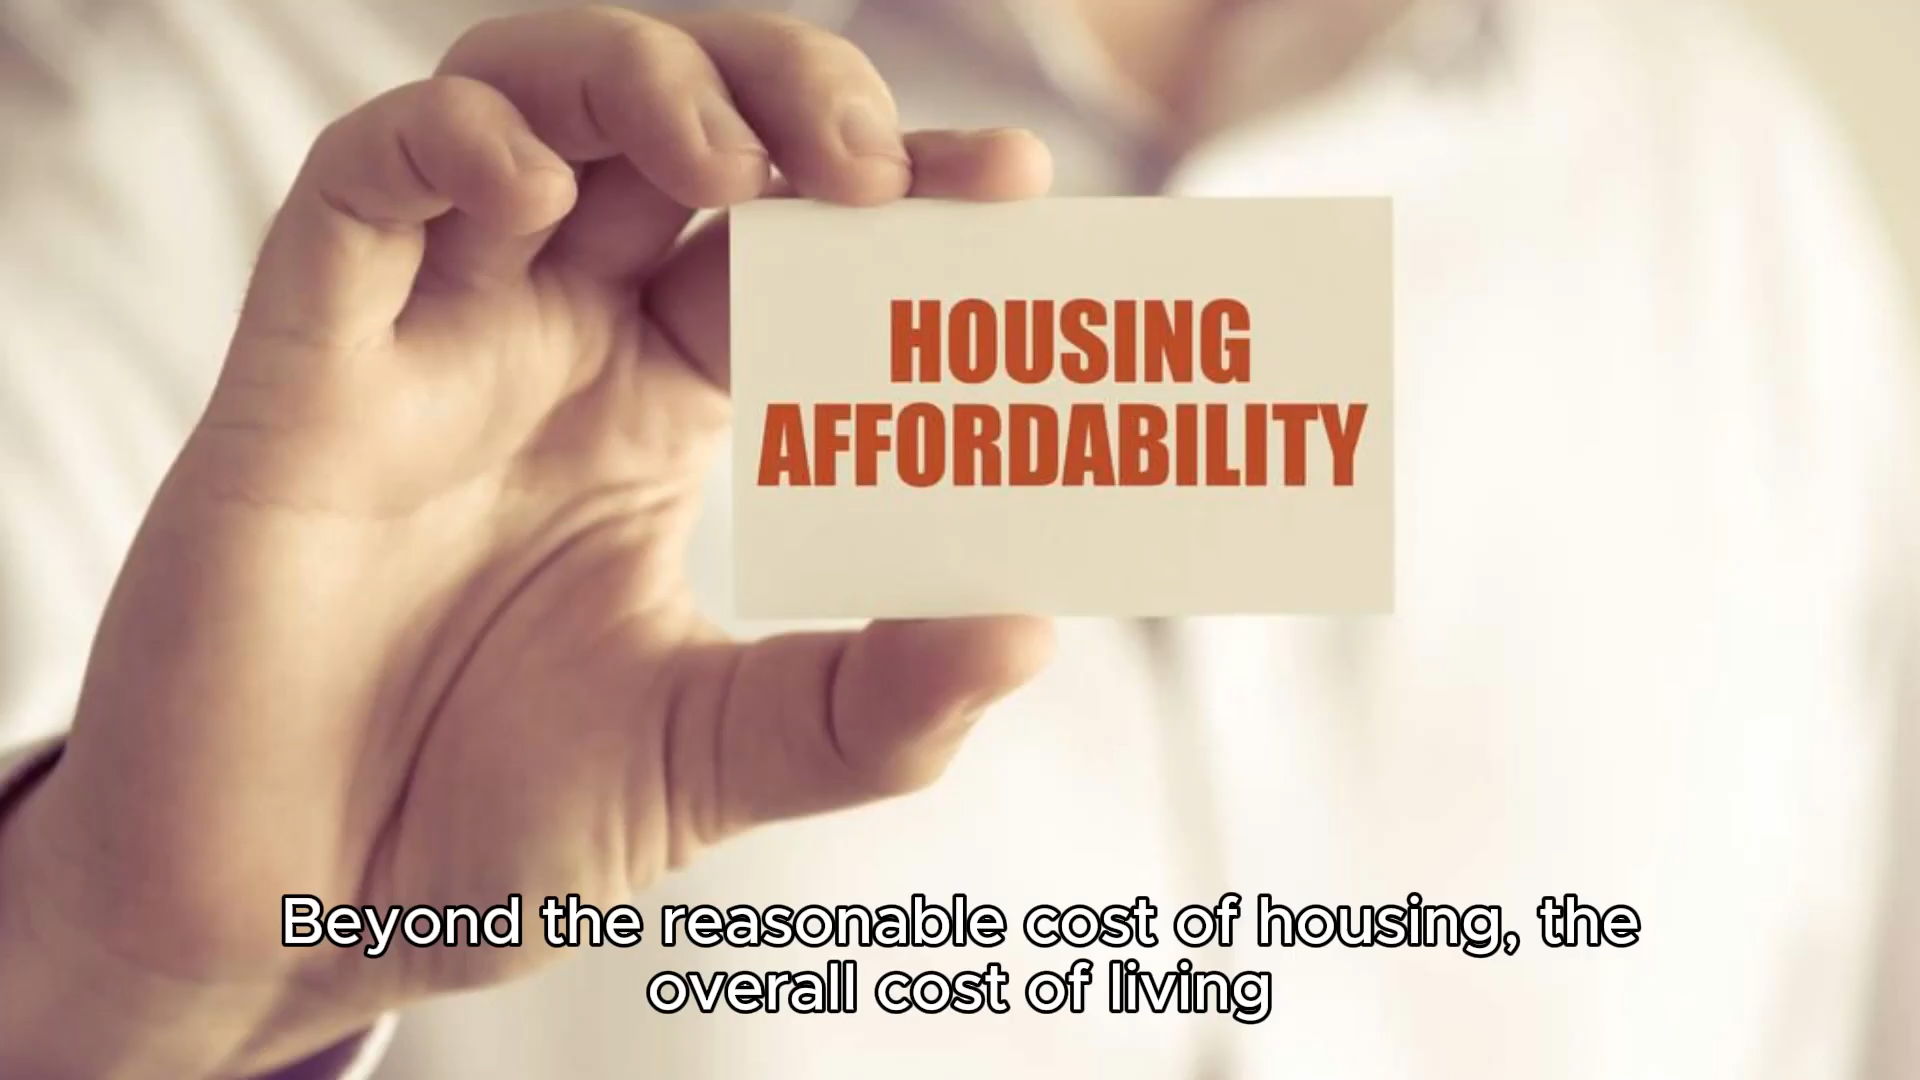 HOUSING
AFFORDABILITY
Beyond the reasonable cost of housing, the
overall cost of living